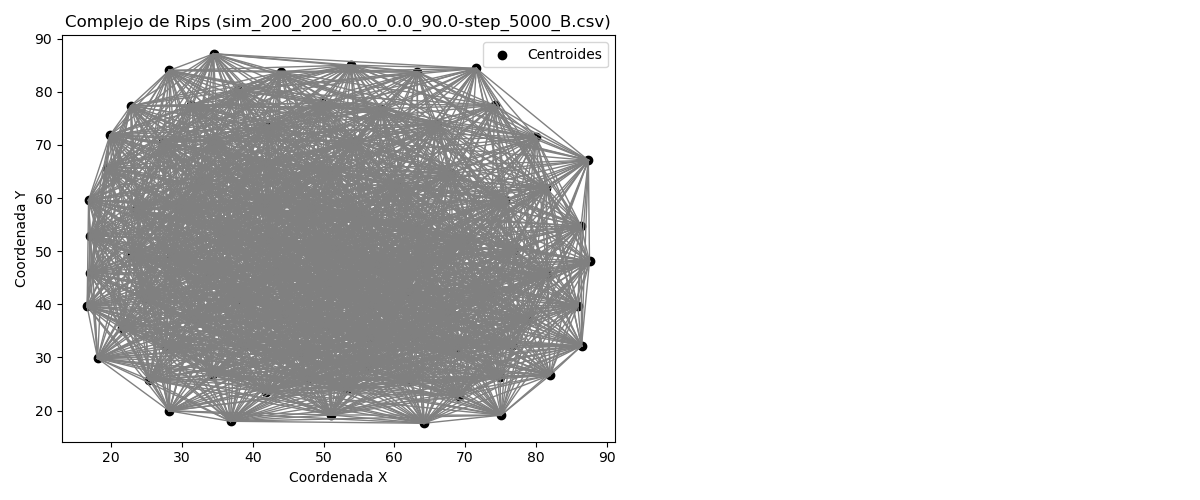 Complejo de Rips (sim_200_200_60.0_0.0_90.0-step_5000_B.csv)
Centroides
90
80
70
60
50
40
30
20
Coordenada Y
20 30 40 50 60 70 80 90
Coordenada X